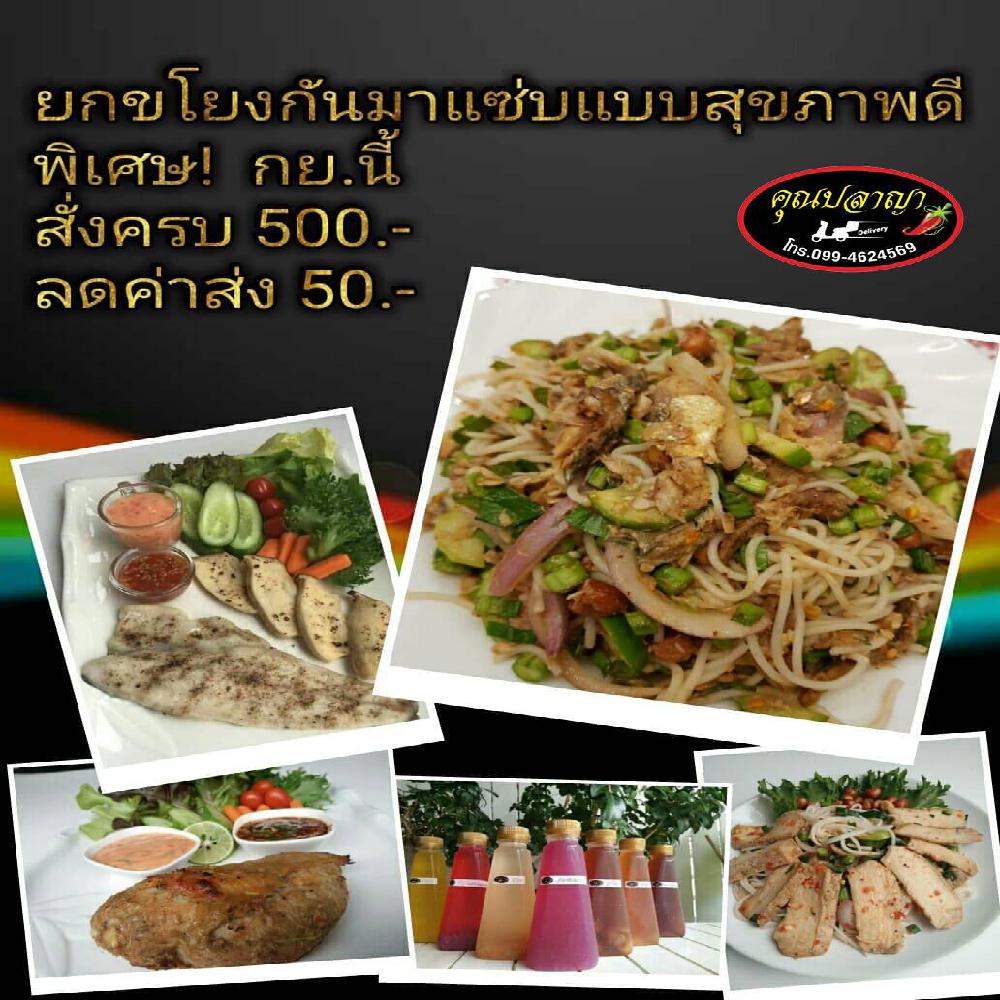 ยกขโยงกันมาแซ่บแบบสุขภาพดี
พิเศษ! กย.นี้
สั่งครบ 500.-
ลดค่าส่ง 50.-
คุณปลาญา
Delivery
โทร.099-4624569